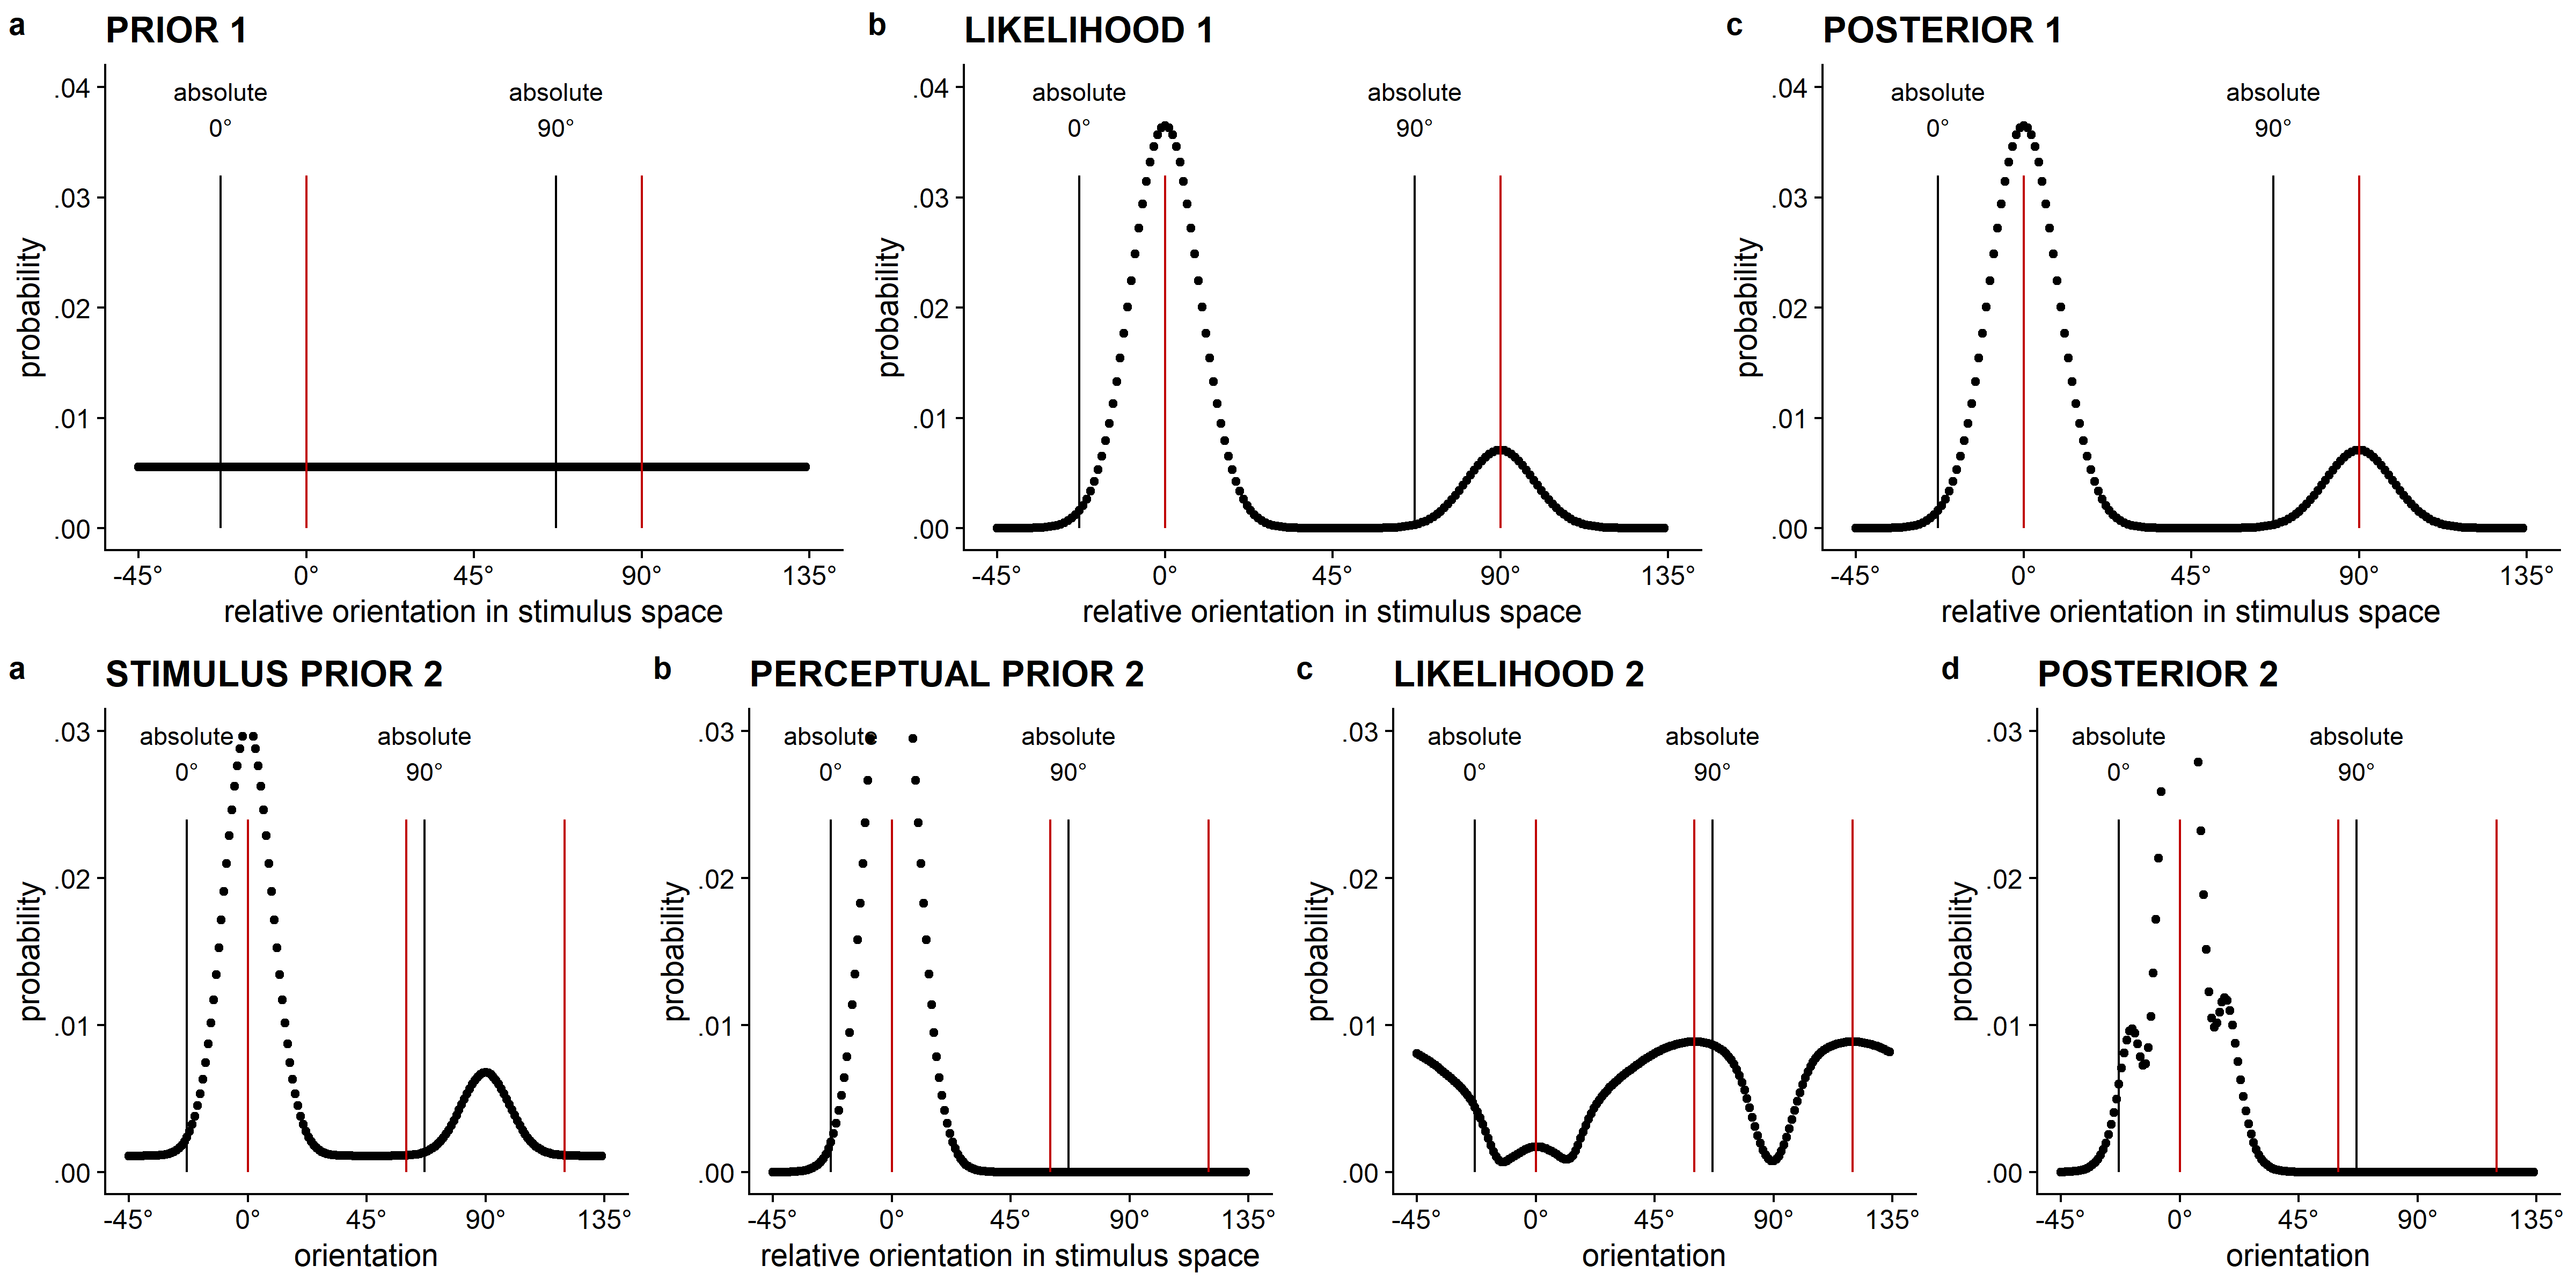 a PRIOR 1
.04
.03
.02
.01
.00
absolute
0°
absolute
90°
probability
-45° 0° 45° 90° 135°
relative orientation in stimulus space
b LIKELIHOOD 1
.04
.03
.02
.01
.00
absolute
0°
absolute
90°
probability
-45° 0° 45° 90° 135°
relative orientation in stimulus space
c POSTERIOR 1
.04
.03
.02
.01
.00
absolute
0°
absolute
90°
probability
-45° 0° 45° 90° 135°
relative orientation in stimulus space
a STIMULUS PRIOR 2
.03
.02
.01
.00
absolute
0°
absolute
90°
probability
-45° 0° 45° 90° 135°
orientation
b PERCEPTUAL PRIOR 2
.03
.02
.01
.00
absolute
0°
absolute
90°
probability
-45° 0° 45° 90° 135°
relative orientation in stimulus space
c LIKELIHOOD 2
.03
.02
.01
.00
absolute
0°
absolute
90°
probability
-45° 0° 45° 90° 135°
orientation
d POSTERIOR 2
.03
.02
.01
.00
absolute
0°
absolute
90°
probability
-45° 0° 45° 90° 135°
orientation